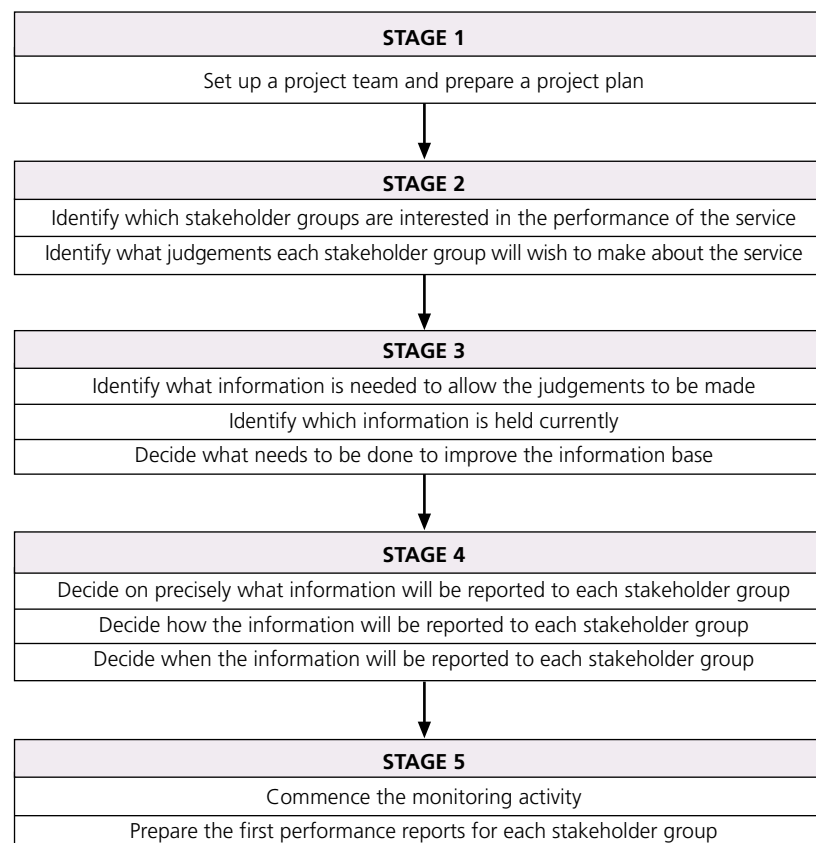 STAGE 1
Set up a project team and prepare a project plan
STAGE 2
Identify which stakeholder groups are interested in the performance of the service
Identify what judgements each stakeholder group will wish to make about the service
STAGE 3
Identify what information is needed to allow the judgements to be made
Identify which information is held currently
Decide what needs to be done to improve the information base
STAGE 4
Decide on precisely what information will be reported to each stakeholder group
Decide how the information will be reported to each stakeholder group
Decide when the information will be reported to each stakeholder group
STAGE 5
Commence the monitoring activity
Prepare the first performance reports for each stakeholder group